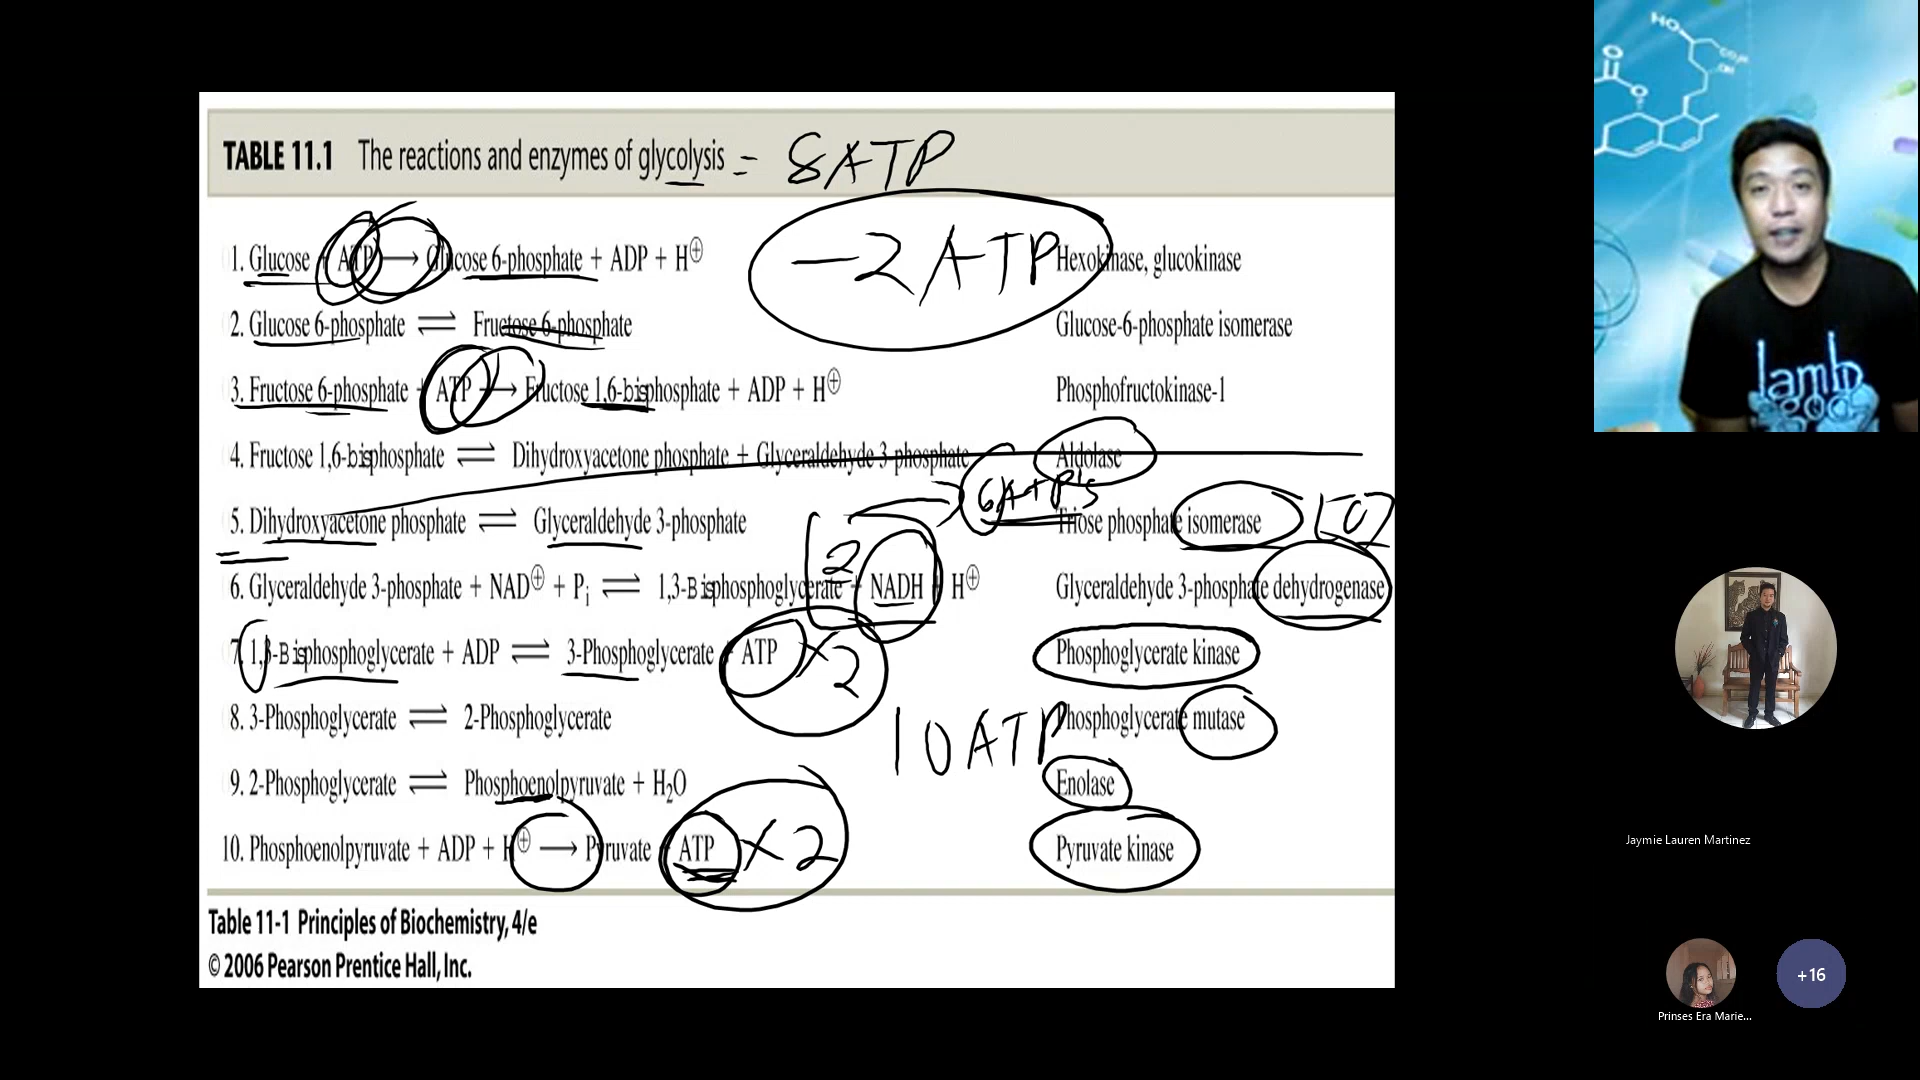 TABLE 11.1 The reactions and enzymes of glycolysis = 8ATP
-2ATP
1. Glucose + ATP → Glucose 6-phosphate + ADP + H⊕ Hexokinase, glucokinase
2. Glucose 6-phosphate ⇌ Fructose 6-phosphate Glucose-6-phosphate isomerase
3. Fructose 6-phosphate + ATP → Fructose 1,6-bisphosphate + ADP + H⊕ Phosphofructokinase-1
4. Fructose 1,6-bisphosphate ⇌ Dihydroxyacetone phosphate + Glyceraldehyde 3-phosphate Aldolase
6ATP's
5. Dihydroxyacetone phosphate ⇌ Glyceraldehyde 3-phosphate Triose phosphate isomerase
2
6. Glyceraldehyde 3-phosphate + NAD⊕ + Pi ⇌ 1,3-Bisphosphoglycerate + NADH + H⊕ Glyceraldehyde 3-phosphate dehydrogenase
7. 1,3-Bisphosphoglycerate + ADP ⇌ 3-Phosphoglycerate + ATP ×2 Phosphoglycerate kinase
8. 3-Phosphoglycerate ⇌ 2-Phosphoglycerate Phosphoglycerate mutase
10ATP
9. 2-Phosphoglycerate ⇌ Phosphoenolpyruvate + H₂O Enolase
10. Phosphoenolpyruvate + ADP + H⊕ → Pyruvate + ATP ×2 Pyruvate kinase
Table 11-1 Principles of Biochemistry, 4/e
© 2006 Pearson Prentice Hall, Inc.
HO
O
OH
O
lamb
Jaymie Lauren Martinez
+16
Prinses Era Marie...